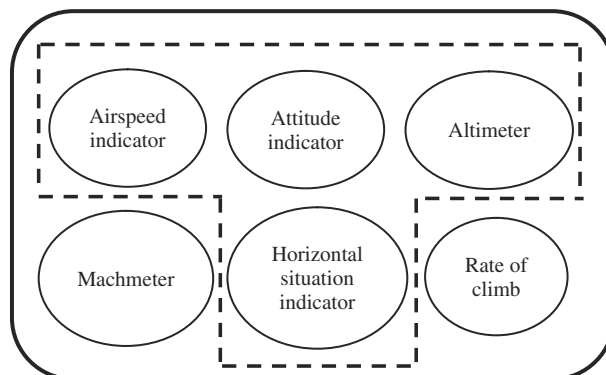 Airspeed
indicator
Attitude
indicator
Altimeter
Machmeter
Horizontal
situation
indicator
Rate of
climb